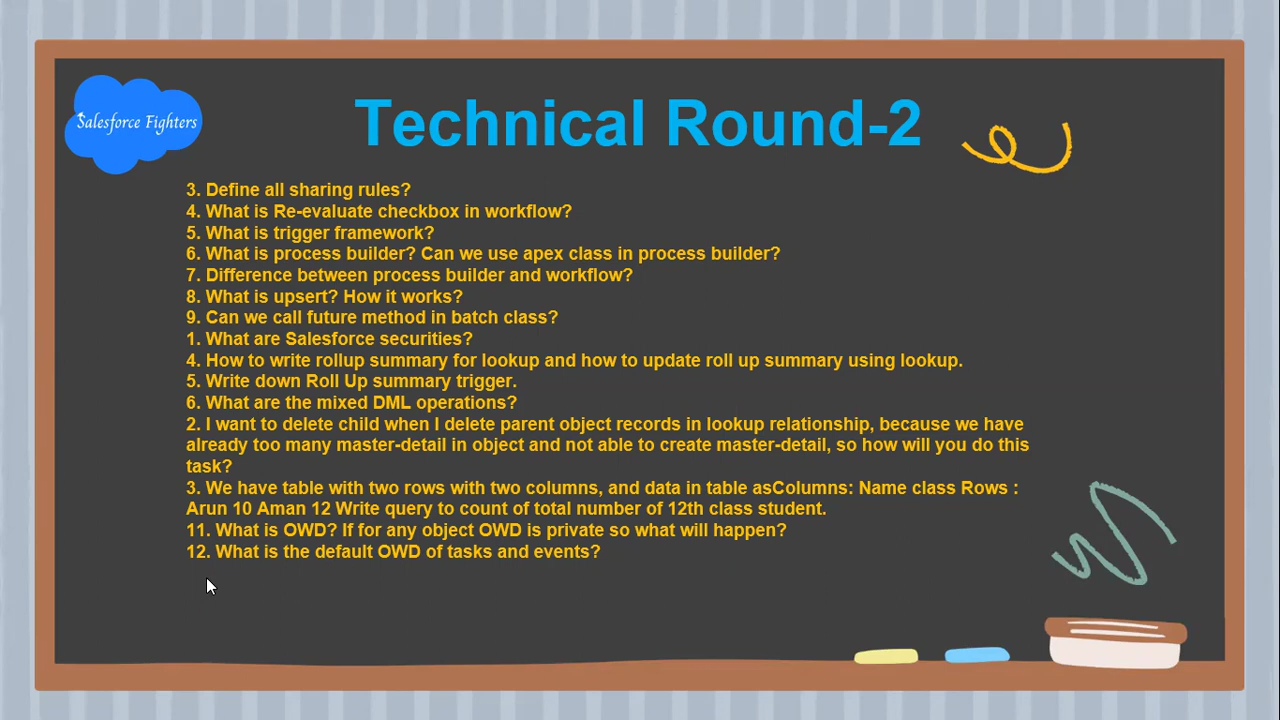 Salesforce Fighters
Technical Round-2
3. Define all sharing rules?
4. What is Re-evaluate checkbox in workflow?
5. What is trigger framework?
6. What is process builder? Can we use apex class in process builder?
7. Difference between process builder and workflow?
8. What is upsert? How it works?
9. Can we call future method in batch class?
1. What are Salesforce securities?
4. How to write rollup summary for lookup and how to update roll up summary using lookup.
5. Write down Roll Up summary trigger.
6. What are the mixed DML operations?
2. I want to delete child when I delete parent object records in lookup relationship, because we have
already too many master-detail in object and not able to create master-detail, so how will you do this
task?
3. We have table with two rows with two columns, and data in table asColumns: Name class Rows :
Arun 10 Aman 12 Write query to count of total number of 12th class student.
11. What is OWD? If for any object OWD is private so what will happen?
12. What is the default OWD of tasks and events?